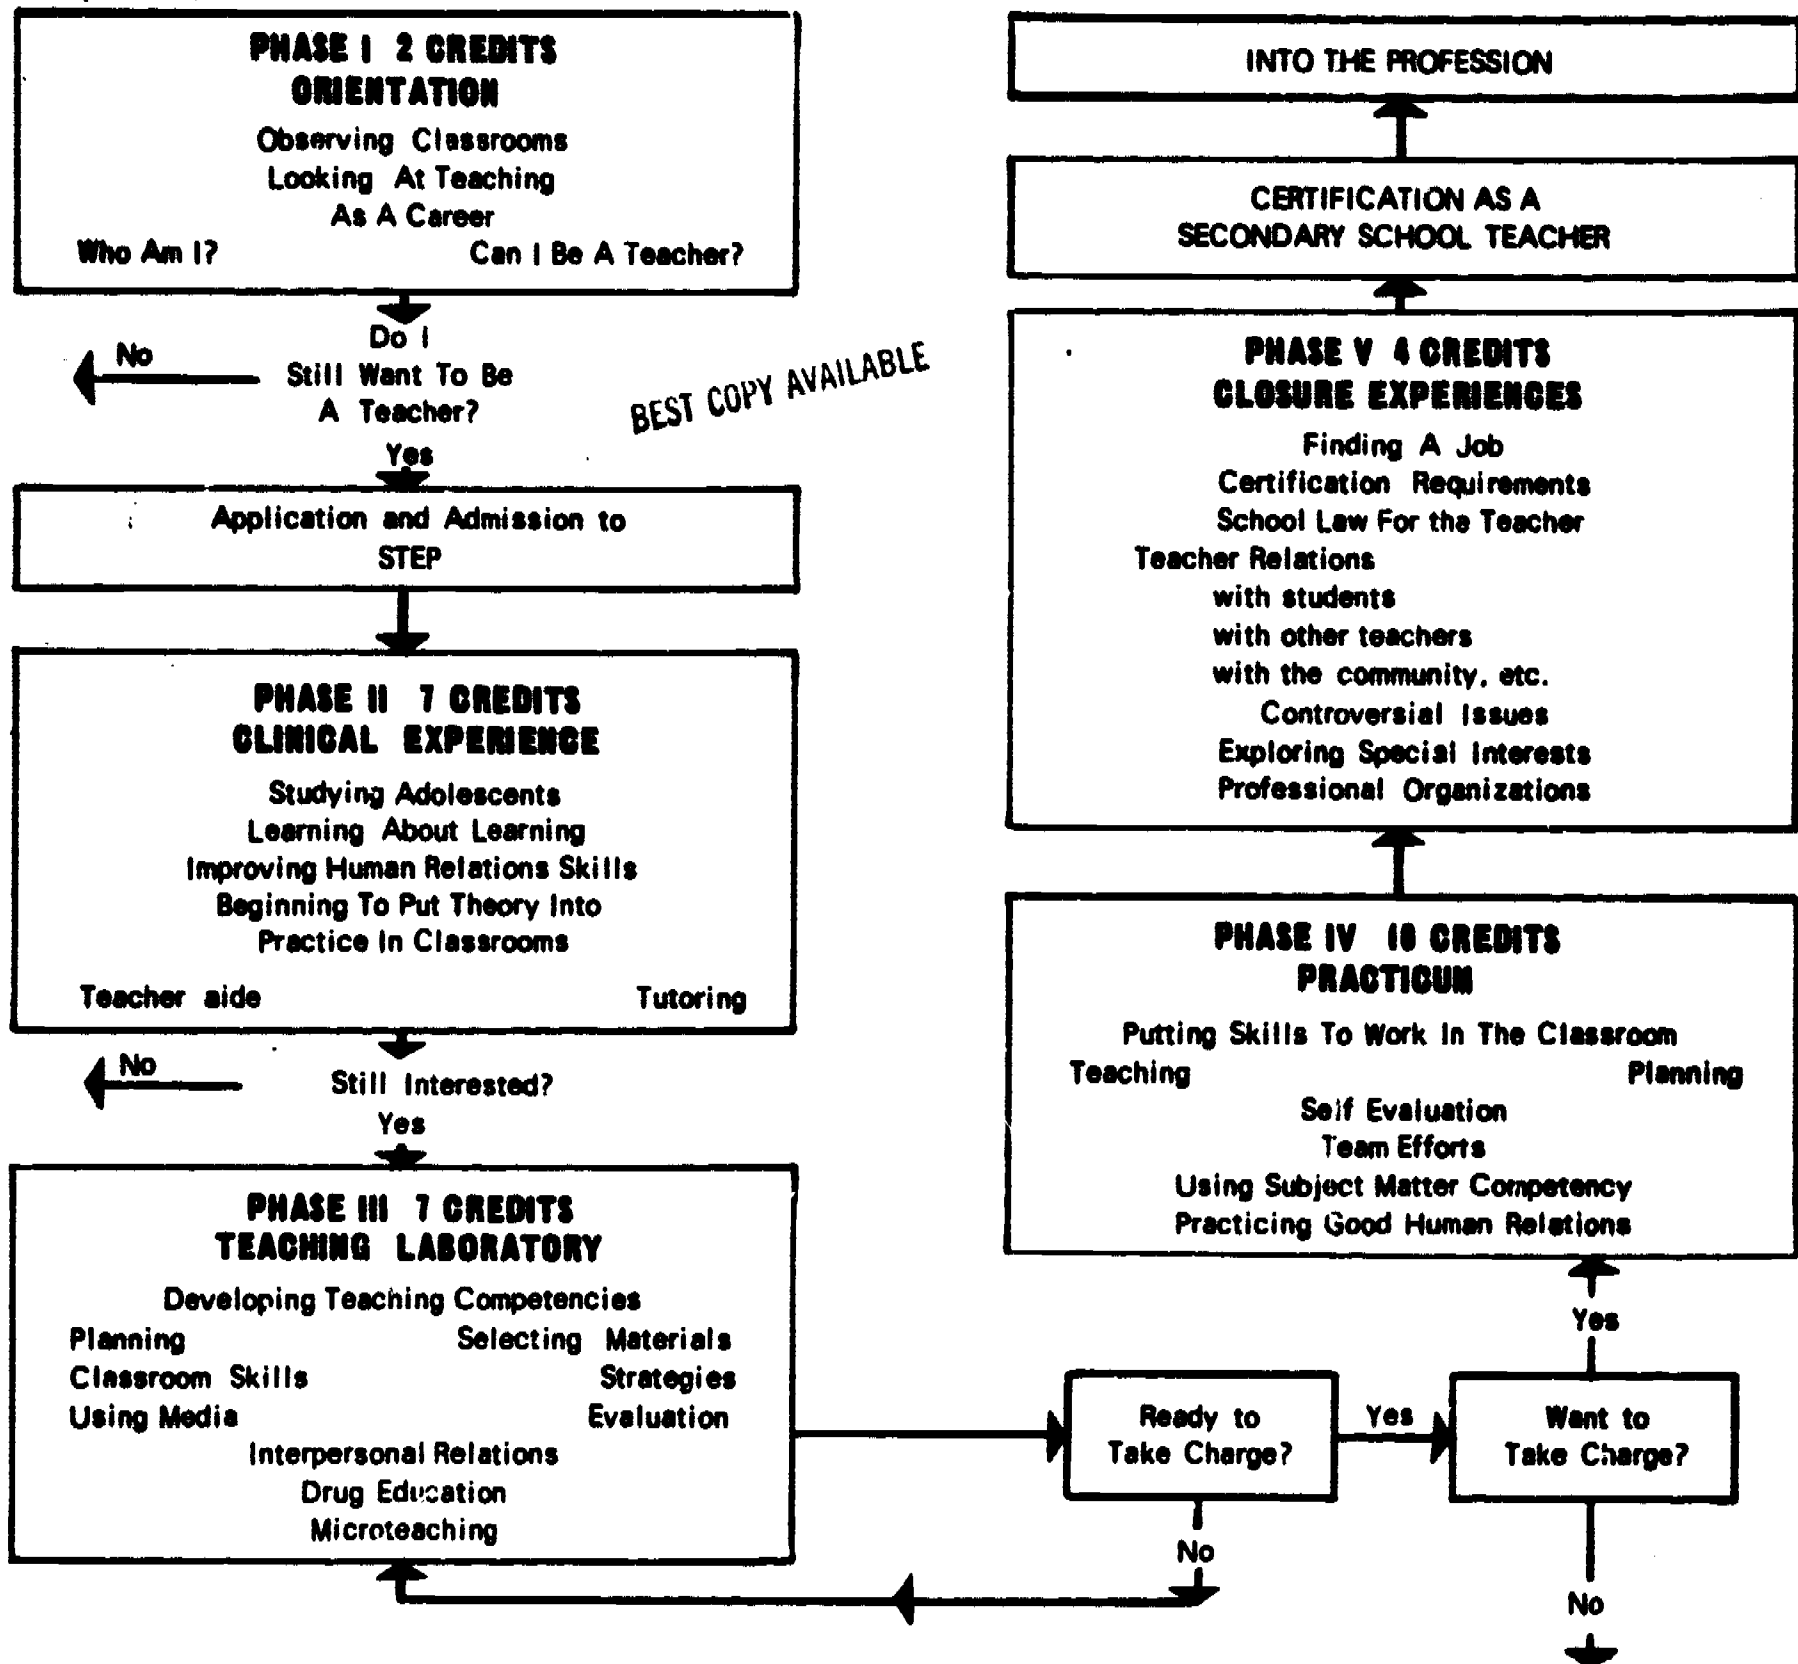 PHASE I 2 CREDITS
ORIENTATION
Observing Classrooms
Looking At Teaching
As A Career
Who Am I? Can I Be A Teacher?
Do I
Still Want To Be
A Teacher?
No
Yes
BEST COPY AVAILABLE
Application and Admission to
STEP
PHASE II 7 CREDITS
CLINICAL EXPERIENCE
Studying Adolescents
Learning About Learning
Improving Human Relations Skills
Beginning To Put Theory Into
Practice In Classrooms
Teacher aide Tutoring
No
Still Interested?
Yes
PHASE III 7 CREDITS
TEACHING LABORATORY
Developing Teaching Competencies
Planning Selecting Materials
Classroom Skills Strategies
Using Media Evaluation
Interpersonal Relations
Drug Education
Microteaching
Ready to
Take Charge?
No
Yes
Want to
Take Charge?
No
Yes
PHASE IV CREDITS
PRACTICUM
Putting Skills To Work In The Classroom
Teaching Planning
Self Evaluation
Team Efforts
Using Subject Matter Competency
Practicing Good Human Relations
PHASE V 4 CREDITS
CLOSURE EXPERIENCES
Finding A Job
Certification Requirements
School Law For the Teacher
Teacher Relations
with students
with other teachers
with the community, etc.
Controversial Issues
Exploring Special Interests
Professional Organizations
CERTIFICATION AS A
SECONDARY SCHOOL TEACHER
INTO THE PROFESSION